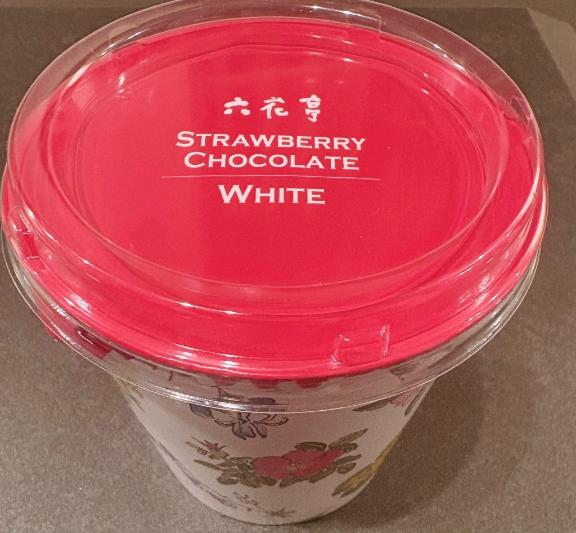 六花亭
STRAWBERRY
CHOCOLATE
WHITE